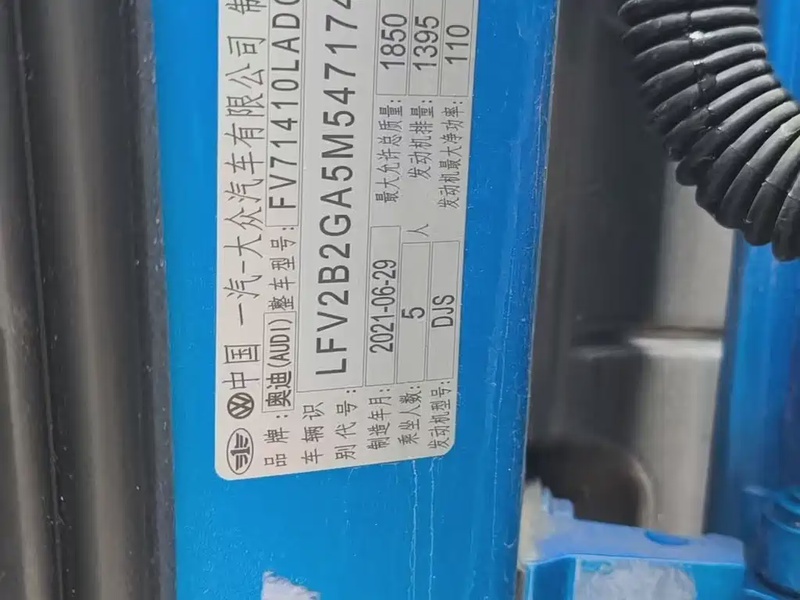 中国 一汽-大众汽车有限公司 制
品牌:奥迪(AUDI) 整车型号: FV71410LADC
车辆识
别代号: LFV2B2GA5M547174
制造年月: 2021-06-29 最大允许总质量: 1850
乘坐人数: 5 人 发动机排量: 1395
发动机型号: DJS 发动机最大净功率: 110